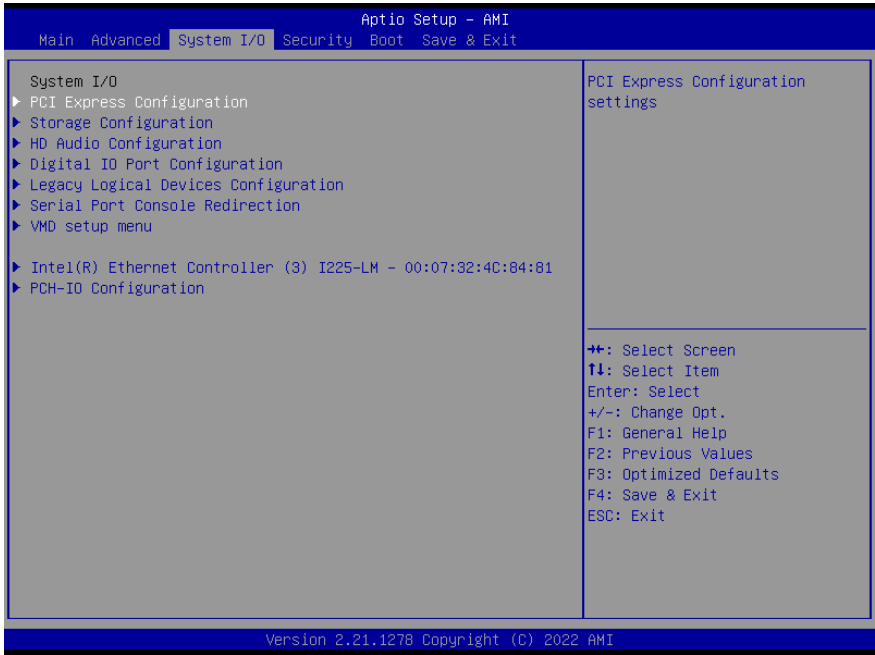 Aptio Setup – AMI
Main Advanced System I/O Security Boot Save & Exit
System I/O
▶ PCI Express Configuration
▶ Storage Configuration
▶ HD Audio Configuration
▶ Digital IO Port Configuration
▶ Legacy Logical Devices Configuration
▶ Serial Port Console Redirection
▶ VMD setup menu
▶ Intel(R) Ethernet Controller (3) I225-LM - 00:07:32:4C:84:81
▶ PCH-IO Configuration
PCI Express Configuration
settings
→←: Select Screen
↑↓: Select Item
Enter: Select
+/-: Change Opt.
F1: General Help
F2: Previous Values
F3: Optimized Defaults
F4: Save & Exit
ESC: Exit
Version 2.21.1278 Copyright (C) 2022 AMI